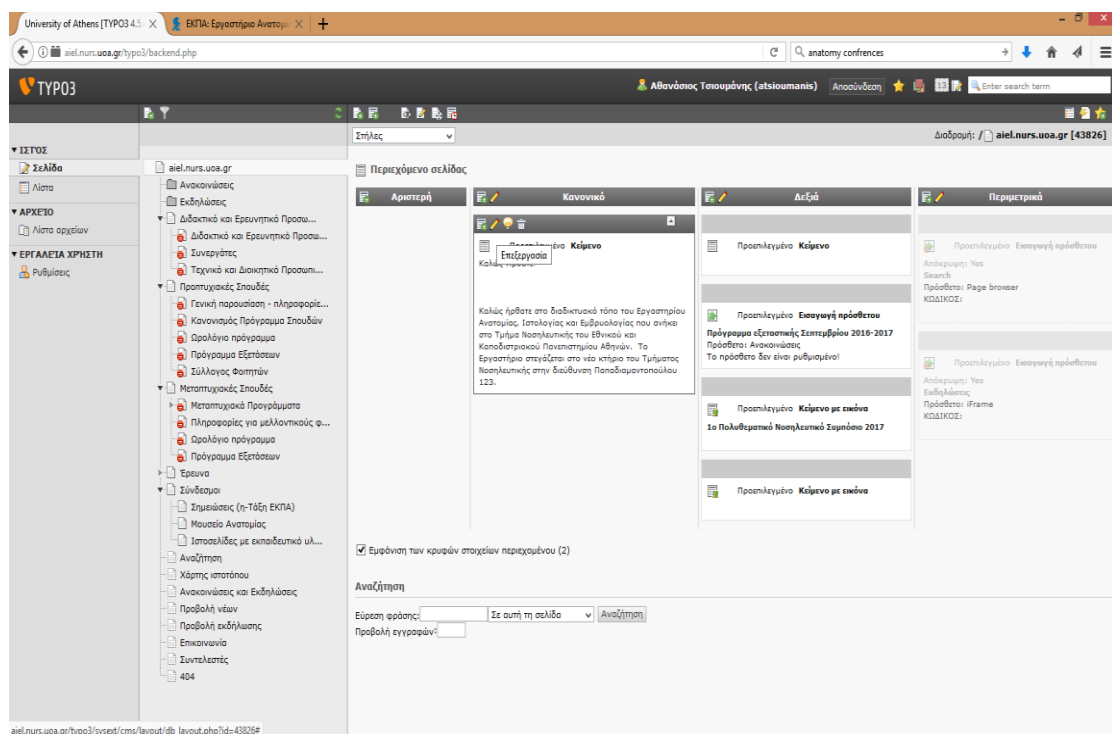 University of Athens [TYPO3 4.5.
ΕΚΠΑ: Εργαστήριο Ανατομί
aiel.nurs.uoa.gr/typo3/backend.php
anatomy confrences
TYPO3
Αθανάσιος Τσιουμάνης (atsioumanis)
Αποσύνδεση
13
Enter search term
Στήλες
Διαδρομή: / aiel.nurs.uoa.gr [43826]
ΙΣΤΌΣ
Σελίδα
Λίστα
ΑΡΧΕΊΟ
Λίστα αρχείων
ΕΡΓΑΛΕΊΑ ΧΡΉΣΤΗ
Ρυθμίσεις
aiel.nurs.uoa.gr
Ανακοινώσεις
Εκδηλώσεις
Διδακτικό και Ερευνητικό Προσω...
Διδακτικό και Ερευνητικό Προσω...
Συνεργάτες
Τεχνικό και Διοικητικό Προσωπι...
Προπτυχιακές Σπουδές
Γενική παρουσίαση - πληροφορίε...
Κανονισμός Πρόγραμμα Σπουδών
Ωρολόγιο πρόγραμμα
Πρόγραμμα Εξετάσεων
Σύλλογος Φοιτητών
Μεταπτυχιακές Σπουδές
Μεταπτυχιακά Προγράμματα
Πληροφορίες για μελλοντικούς φ...
Ωρολόγιο πρόγραμμα
Πρόγραμμα Εξετάσεων
Έρευνα
Σύνδεσμοι
Σημειώσεις (η-Τάξη ΕΚΠΑ)
Μουσείο Ανατομίας
Ιστοσελίδες με εκπαιδευτικό υλ...
Αναζήτηση
Χάρτης ιστοτόπου
Ανακοινώσεις και Εκδηλώσεις
Προβολή νέων
Προβολή εκδήλωσης
Επικοινωνία
Συντελεστές
404
Περιεχόμενο σελίδας
Αριστερή
Κανονικό
Δεξιά
Περιμετρικά
Προεπιλεγμένο Κείμενο
Επεξεργασία
Καλώς ήρθατε στο διαδικτυακό τόπο του Εργαστηρίου
Ανατομίας, Ιστολογίας και Εμβρυολογίας που ανήκει
στο Τμήμα Νοσηλευτικής του Εθνικού και
Καποδιστριακού Πανεπιστημίου Αθηνών. Το
Εργαστήριο στεγάζεται στο νέο κτήριο του Τμήματος
Νοσηλευτικής στην διεύθυνση Παπαδιαμαντοπούλου
123.
Προεπιλεγμένο Κείμενο
Προεπιλεγμένο Εισαγωγή πρόσθετου
Πρόγραμμα εξεταστικής Σεπτεμβρίου 2016-2017
Πρόσθετο: Ανακοινώσεις
Το πρόσθετο δεν είναι ρυθμισμένο!
Προεπιλεγμένο Κείμενο με εικόνα
1ο Πολυθεματικό Νοσηλευτικό Συμπόσιο 2017
Προεπιλεγμένο Κείμενο με εικόνα
Προεπιλεγμένο Εισαγωγή πρόσθετου
Απόκρυψη: Yes
Search
Πρόσθετο: Page browser
ΚΩΔΙΚΟΣ:
Προεπιλεγμένο Εισαγωγή πρόσθετου
Απόκρυψη: Yes
Εκδηλώσεις
Πρόσθετο: iFrame
ΚΩΔΙΚΟΣ:
Εμφάνιση των κρυφών στοιχείων περιεχομένου (2)
Αναζήτηση
Εύρεση φράσης:
Σε αυτή τη σελίδα
Αναζήτηση
Προβολή εγγραφών:
aiel.nurs.uoa.gr/typo3/sysext/cms/layout/db_layout.php?id=43826#